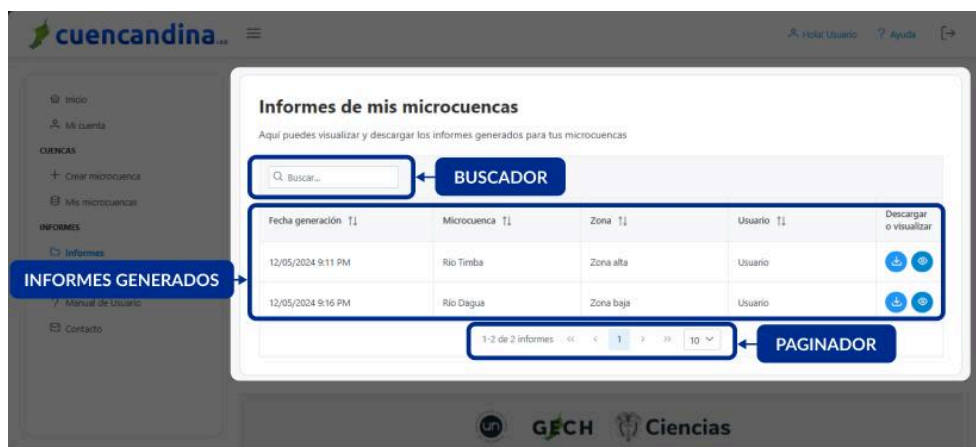 cuencandina
Hola! Usuario
Ayuda
Inicio
Mi cuenta
CUENCAS
Crear microcuenca
Mis microcuencas
INFORMES
Informes
Manual de Usuario
Contacto
Informes de mis microcuencas
Aquí puedes visualizar y descargar los informes generados para tus microcuencas
Buscar...
BUSCADOR
Fecha generación Microcuenca Zona Usuario Descargar
o visualizar
12/05/2024 9:11 PM Río Timba Zona alta Usuario
INFORMES GENERADOS
12/05/2024 9:16 PM Río Dagua Zona baja Usuario
1-2 de 2 informes << < 1 > >> 10
PAGINADOR
un GECH Ciencias